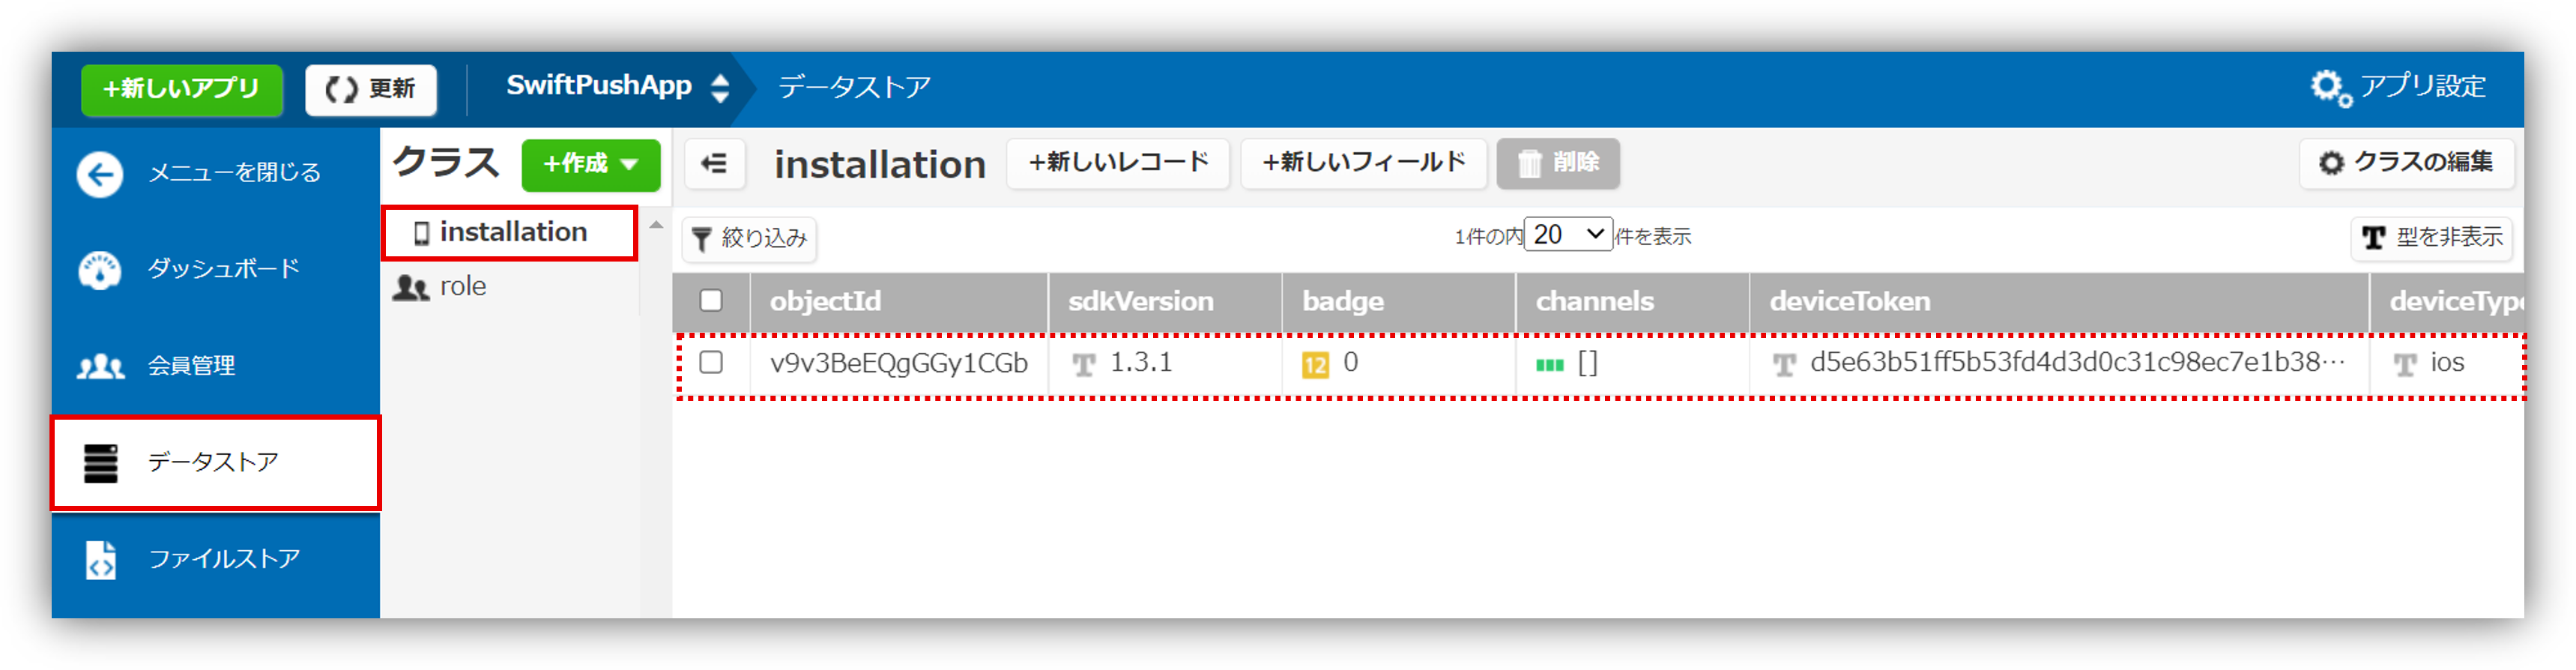 +新しいアプリ 更新 SwiftPushApp データストア アプリ設定
メニューを閉じる
ダッシュボード
会員管理
データストア
ファイルストア
クラス +作成
installation
role
installation +新しいレコード +新しいフィールド 削除 クラスの編集
絞り込み 1件の内 20 件を表示 T 型を非表示
objectId sdkVersion badge channels deviceToken deviceType
v9v3BeEQgGGy1CGb T 1.3.1 12 0 [] T d5e63b51ff5b53fd4d3d0c31c98ec7e1b38… T ios